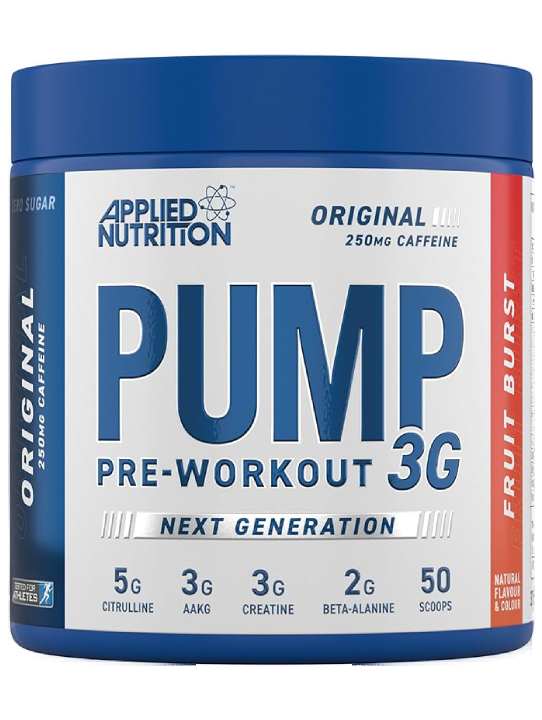 APPLIED
NUTRITION
ORIGINAL
250MG CAFFEINE
PUMP
PRE-WORKOUT 3G
NEXT GENERATION
5G
CITRULLINE
3G
AAKG
3G
CREATINE
2G
BETA-ALANINE
50
SCOOPS
SUGAR
ORIGINAL
250MG CAFFEINE
TESTED FOR
ATHLETES
FRUIT BURST
NATURAL
FLAVOUR
& COLOUR